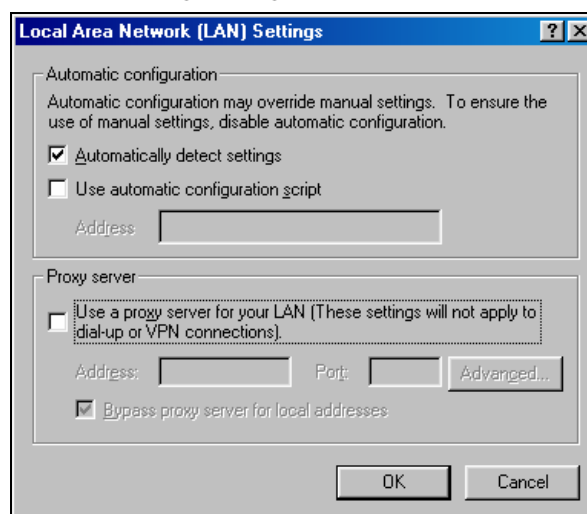 Local Area Network (LAN) Settings
Automatic configuration
Automatic configuration may override manual settings. To ensure the
use of manual settings, disable automatic configuration.
Automatically detect settings
Use automatic configuration script
Address
Proxy server
Use a proxy server for your LAN (These settings will not apply to
dial-up or VPN connections).
Address:
Port:
Advanced...
Bypass proxy server for local addresses
OK
Cancel